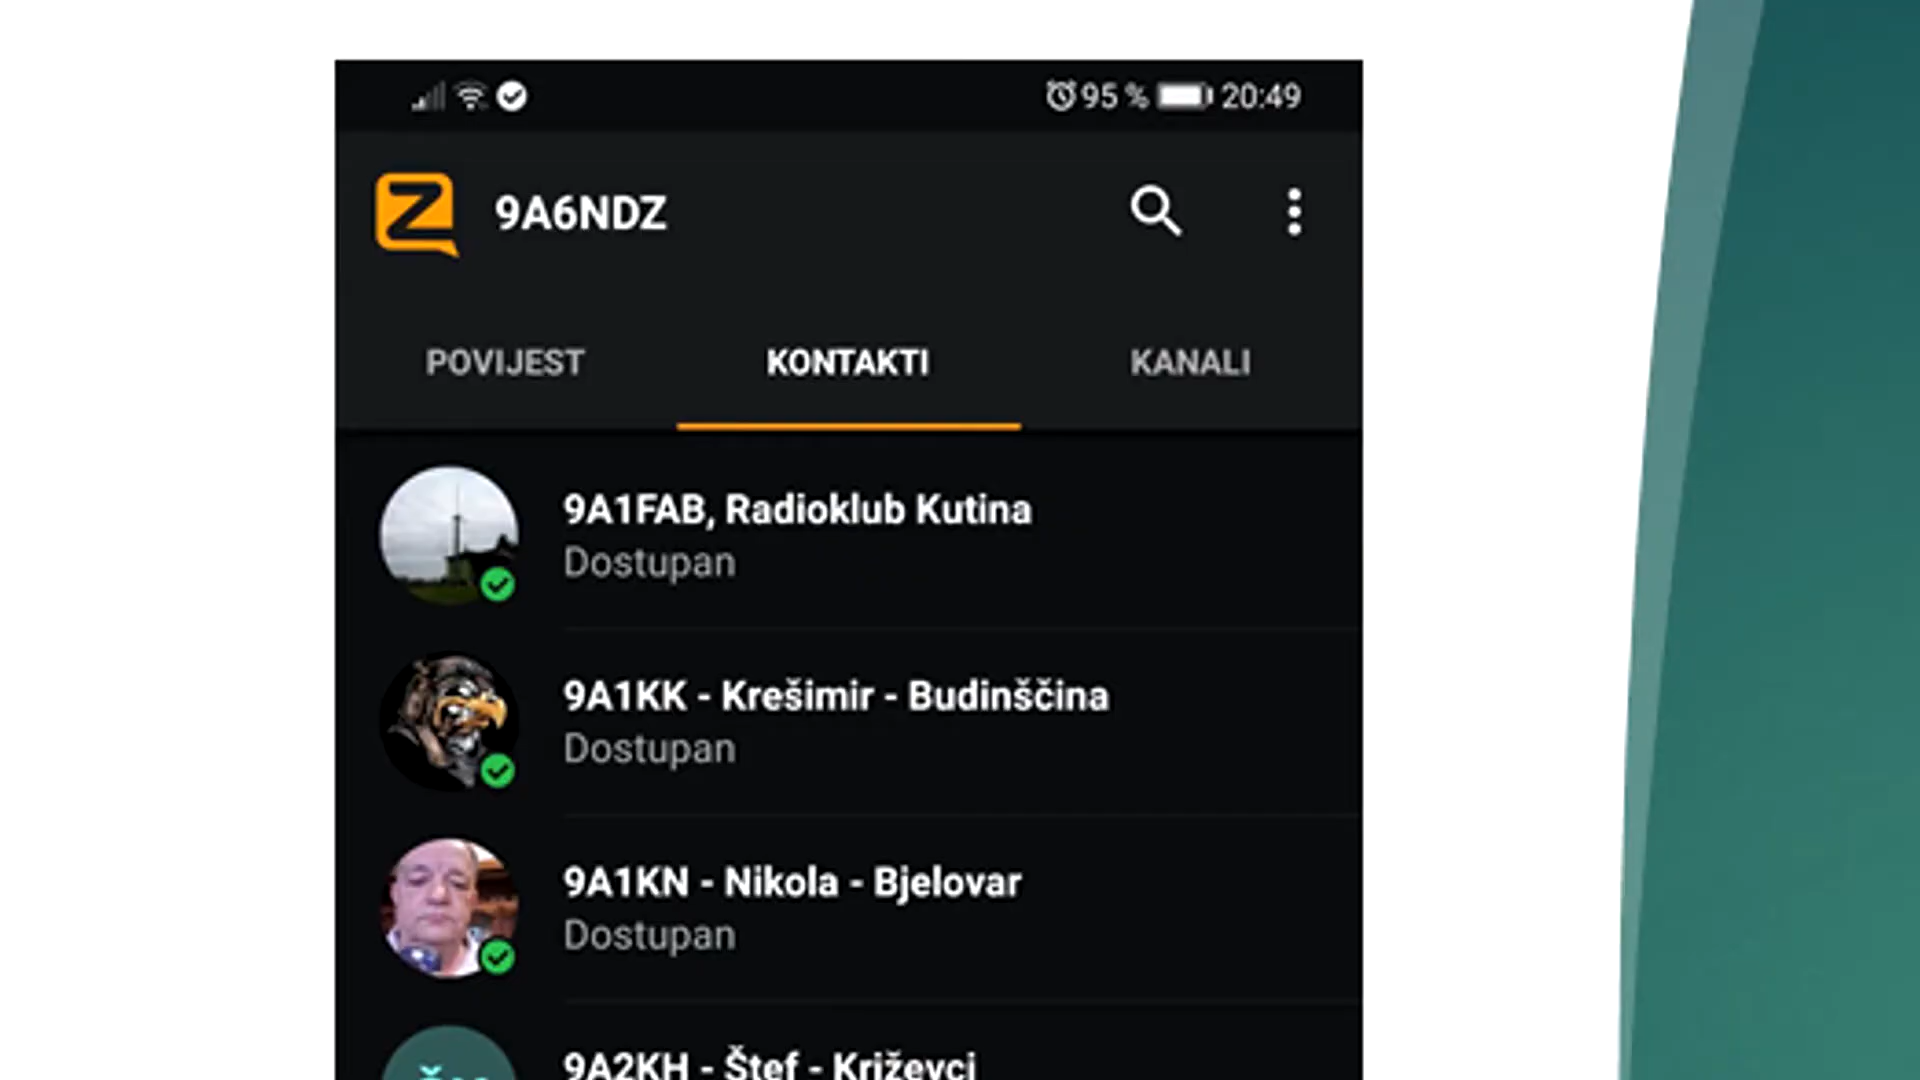 95 % 20:49
9A6NDZ
POVIJEST KONTAKTI KANALI
9A1FAB, Radioklub Kutina
Dostupan
9A1KK - Krešimir - Budinščina
Dostupan
9A1KN - Nikola - Bjelovar
Dostupan
9A2KH - Štef - Križevci